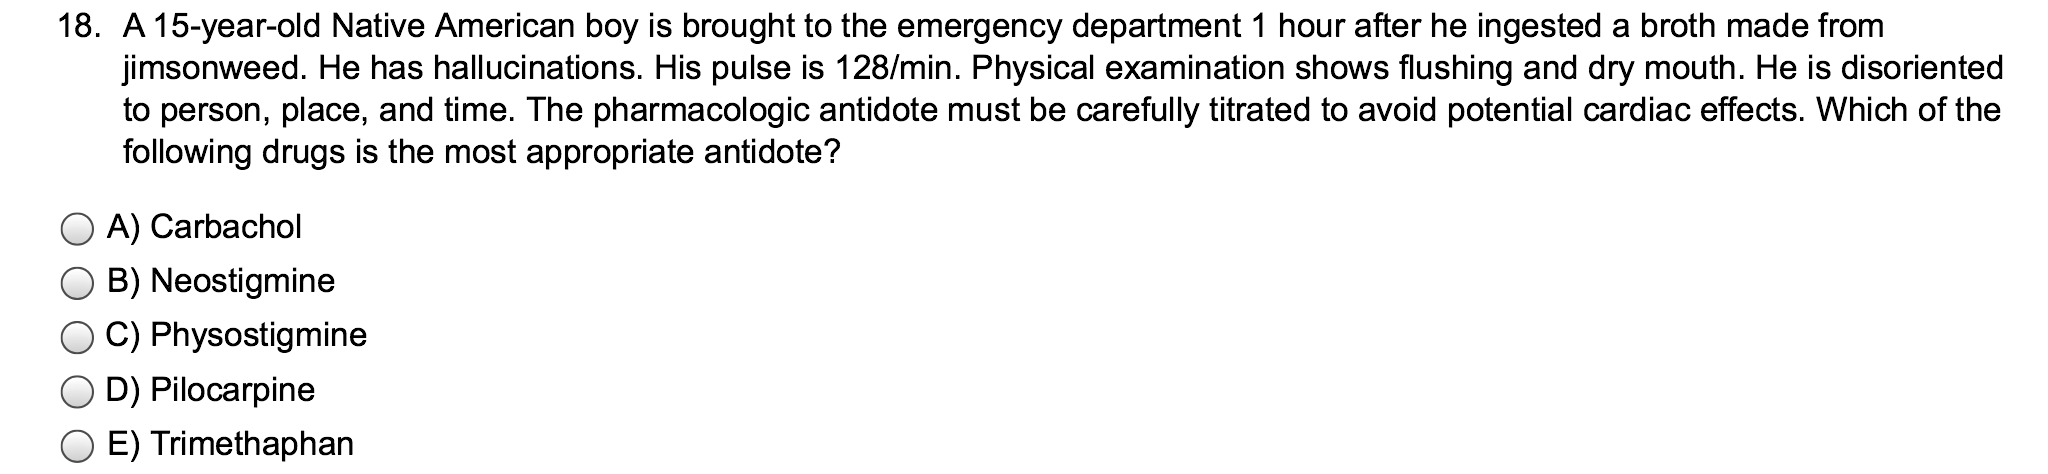 18. A 15-year-old Native American boy is brought to the emergency department 1 hour after he ingested a broth made from
jimsonweed. He has hallucinations. His pulse is 128/min. Physical examination shows flushing and dry mouth. He is disoriented
to person, place, and time. The pharmacologic antidote must be carefully titrated to avoid potential cardiac effects. Which of the
following drugs is the most appropriate antidote?
A) Carbachol
B) Neostigmine
C) Physostigmine
D) Pilocarpine
E) Trimethaphan